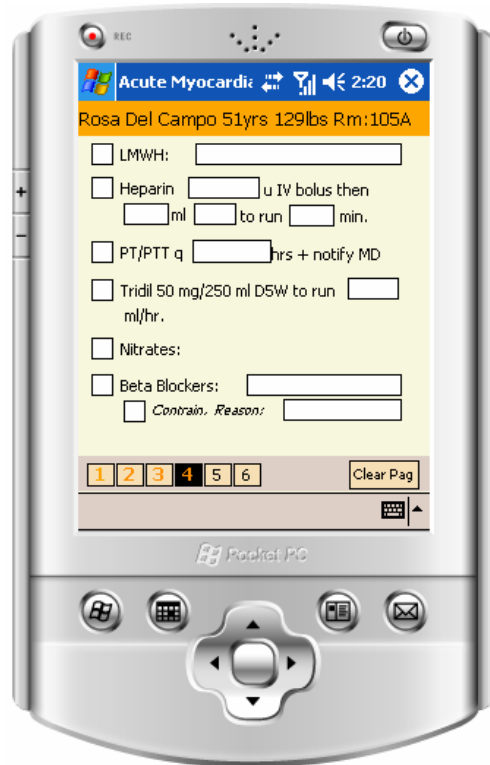 REC
Acute Myocardia 2:20
Rosa Del Campo 51yrs 129lbs Rm:105A
LMWH:
Heparin u IV bolus then
ml to run min.
PT/PTT q hrs + notify MD
Tridil 50 mg/250 ml D5W to run
ml/hr.
Nitrates:
Beta Blockers:
Contrain. Reason:
1 2 3 4 5 6 Clear Pag
Pocket PC